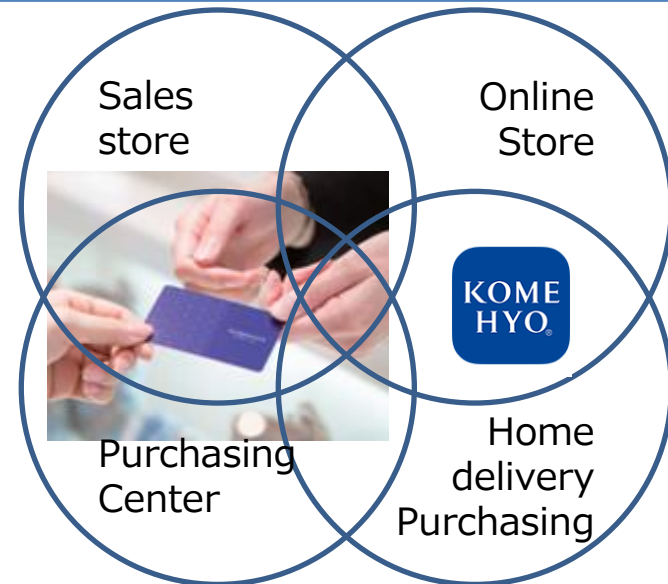 Sales
store
Online
Store
KOME
HYO®
Purchasing
Center
Home
delivery
Purchasing